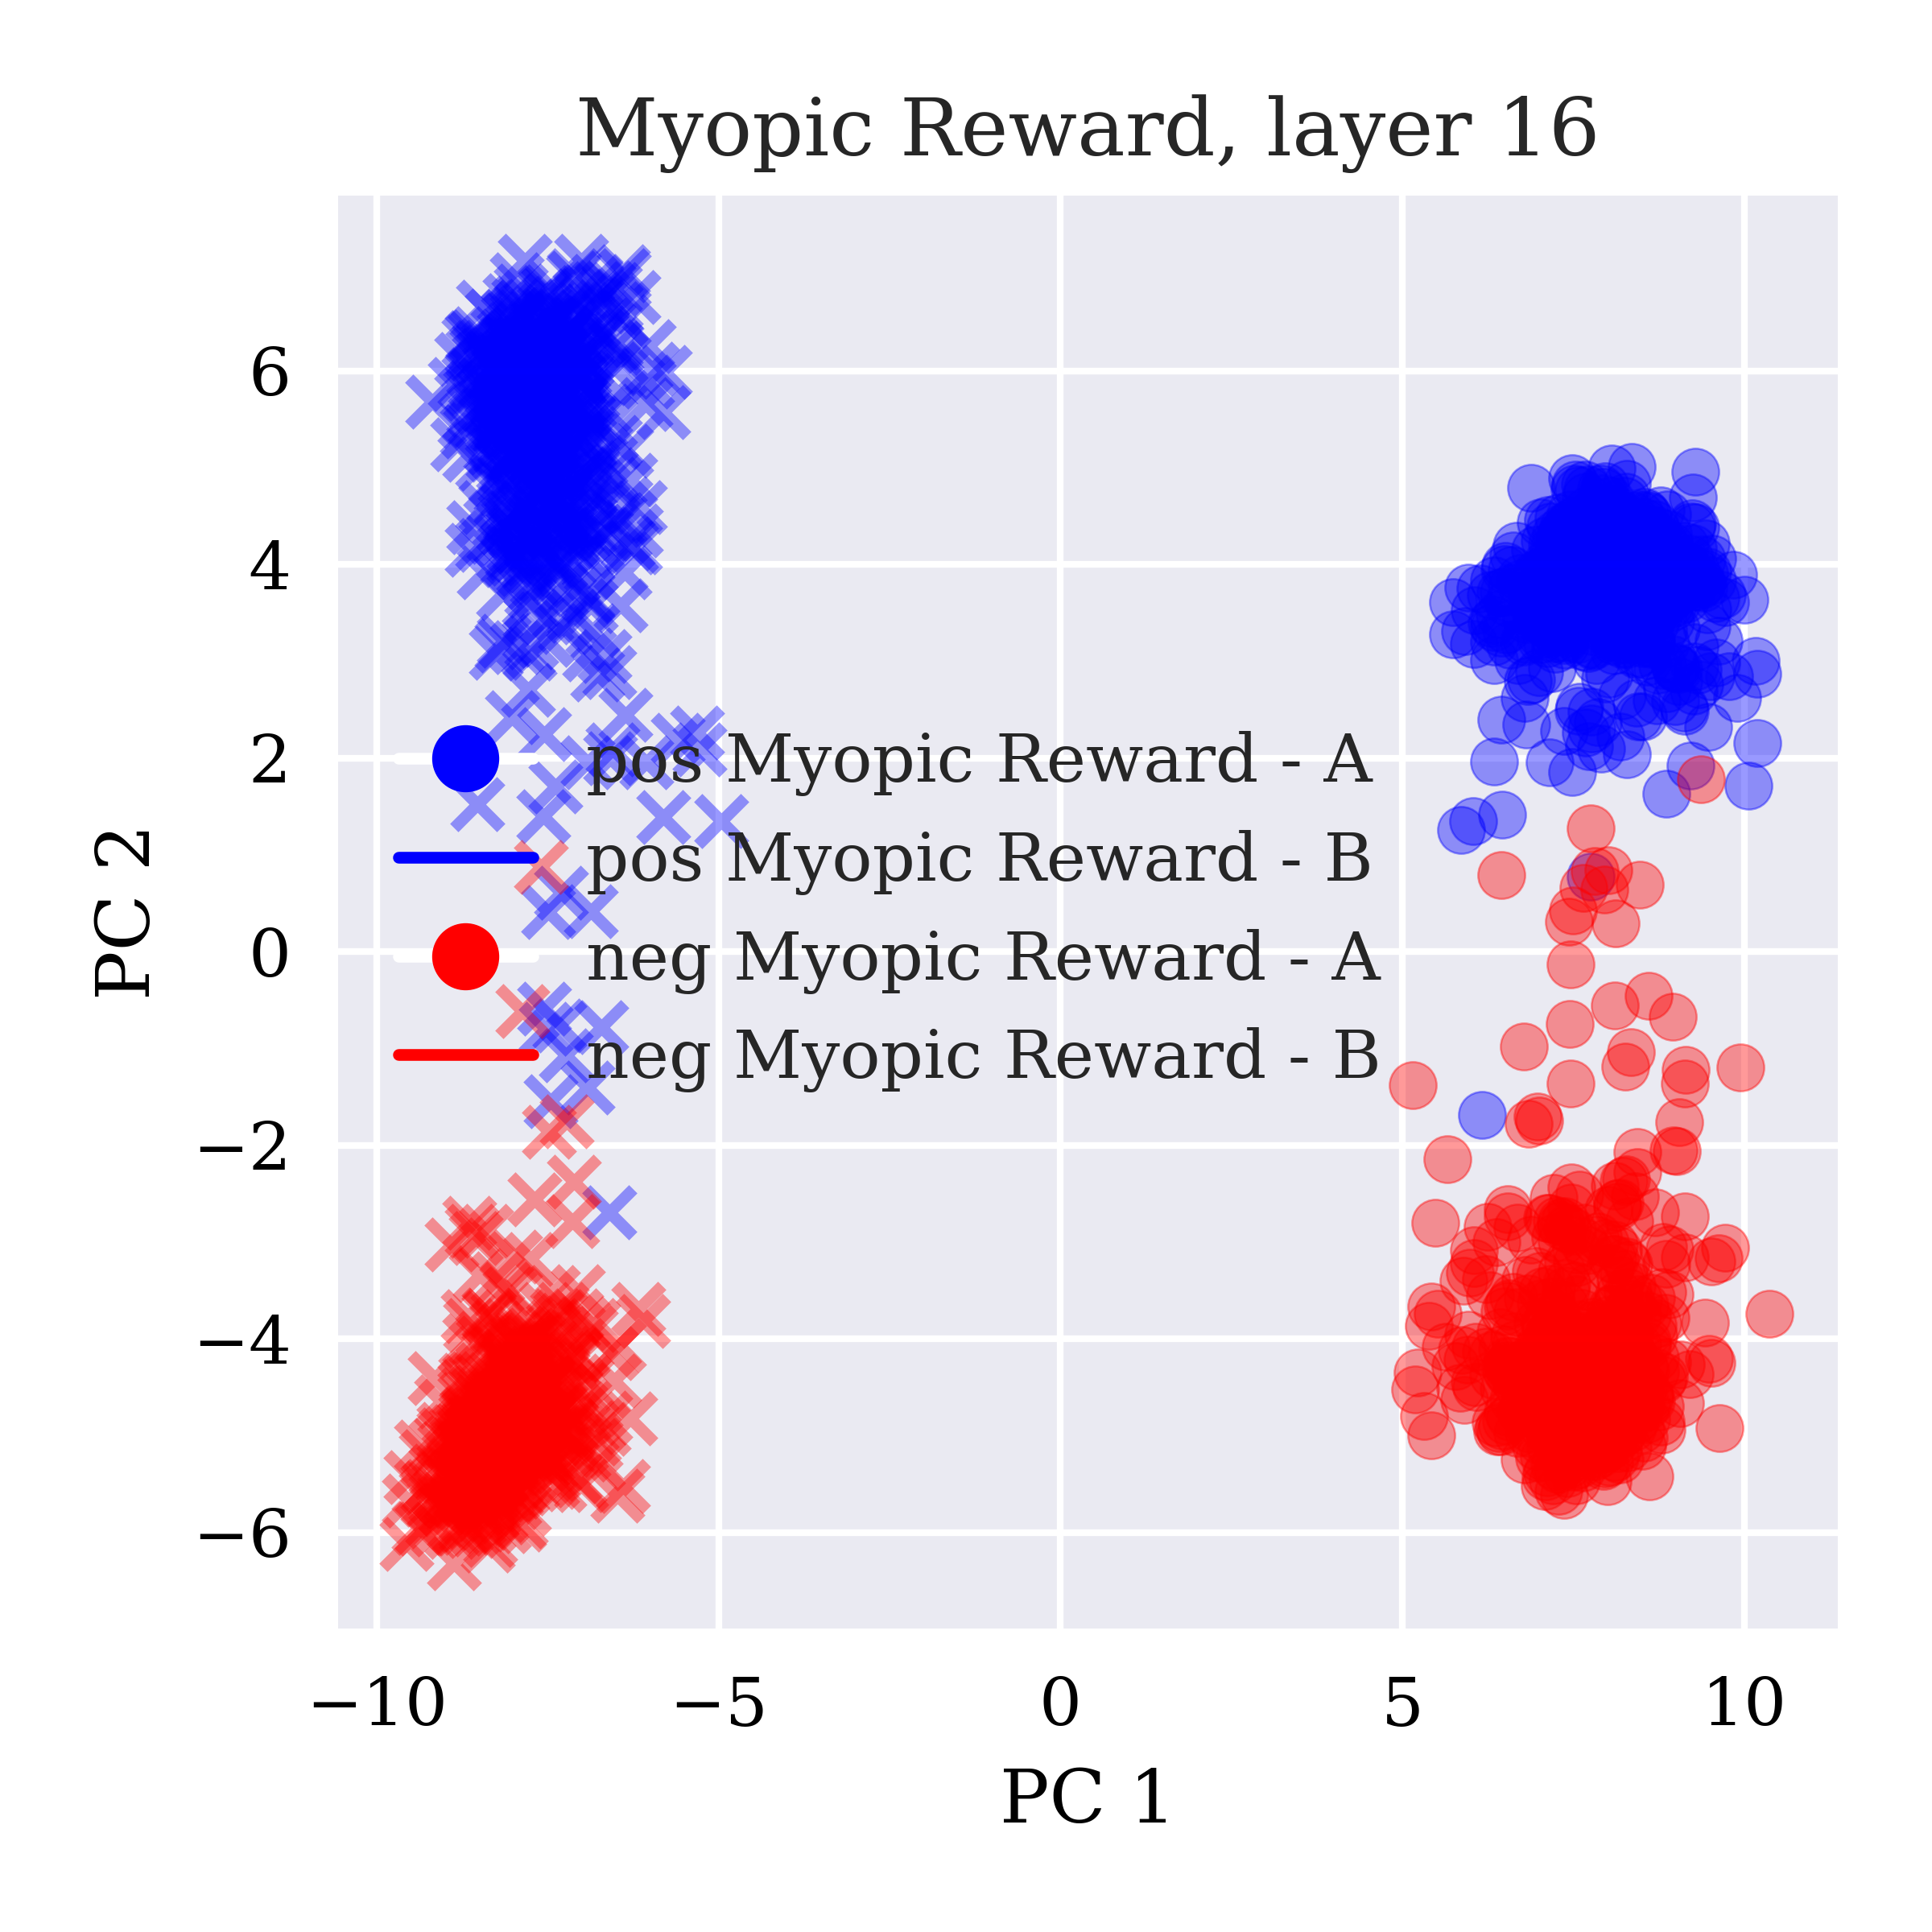 Myopic Reward, layer 16
6
4
2
0
−2
−4
−6
PC 2
pos Myopic Reward - A
pos Myopic Reward - B
neg Myopic Reward - A
neg Myopic Reward - B
−10 −5 0 5 10
PC 1